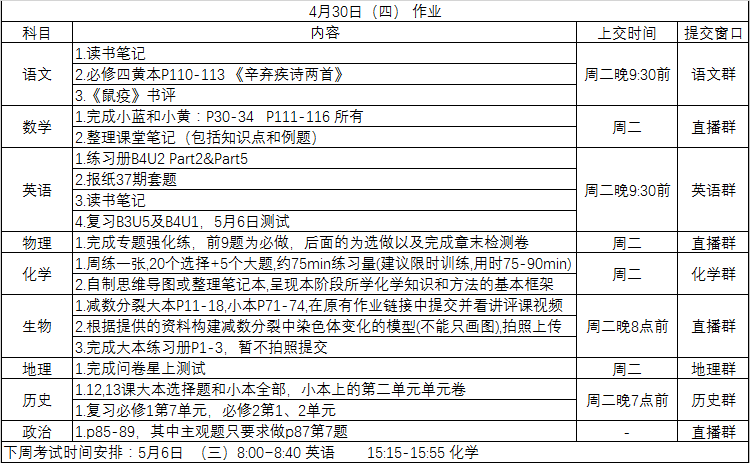 4月30日（四） 作业
科目 内容 上交时间 提交窗口
语文 1.读书笔记 周二晚9:30前 语文群
2.必修四黄本P110-113 《辛弃疾诗两首》
3.《鼠疫》书评
数学 1.完成小蓝和小黄：P30-34 P111-116 所有 周二 直播群
2.整理课堂笔记（包括知识点和例题）
英语 1.练习册B4U2 Part2&Part5 周二晚9:30前 英语群
2.报纸37期套题
3.读书笔记
4.复习B3U5及B4U1，5月6日测试
物理 1.完成专题强化练，前9题为必做，后面的为选做以及完成章末检测卷 周二 直播群
化学 1.周练一张,20个选择+5个大题,约75min练习量(建议限时训练,用时75-90min) 周二 化学群
2.自制思维导图或整理笔记本,呈现本阶段所学化学知识和方法的基本框架
生物 1.减数分裂大本P11-18,小本P71-74,在原有作业链接中提交并看讲评课视频 周二晚8点前 直播群
2.根据提供的资料构建减数分裂中染色体变化的模型(不能只画图),拍照上传
3.完成大本练习册P1-3，暂不拍照提交
地理 1.完成问卷星上测试 周二 地理群
历史 1.12,13课大本选择题和小本全部，小本上的第二单元单元卷 周二晚7点前 历史群
1.复习必修1第7单元，必修2第1、2单元
政治 1.p85-89，其中主观题只要求做p87第7题 - 直播群
下周考试时间安排：5月6日 （三）8:00-8:40 英语 15:15-15:55 化学